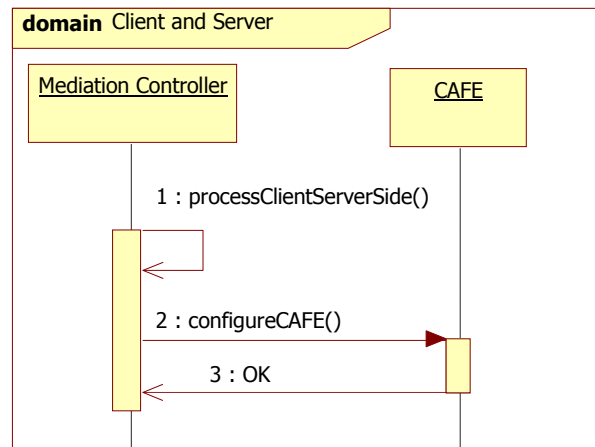 domain Client and Server
Mediation Controller
CAFE
1 : processClientServerSide()
2 : configureCAFE()
3 : OK